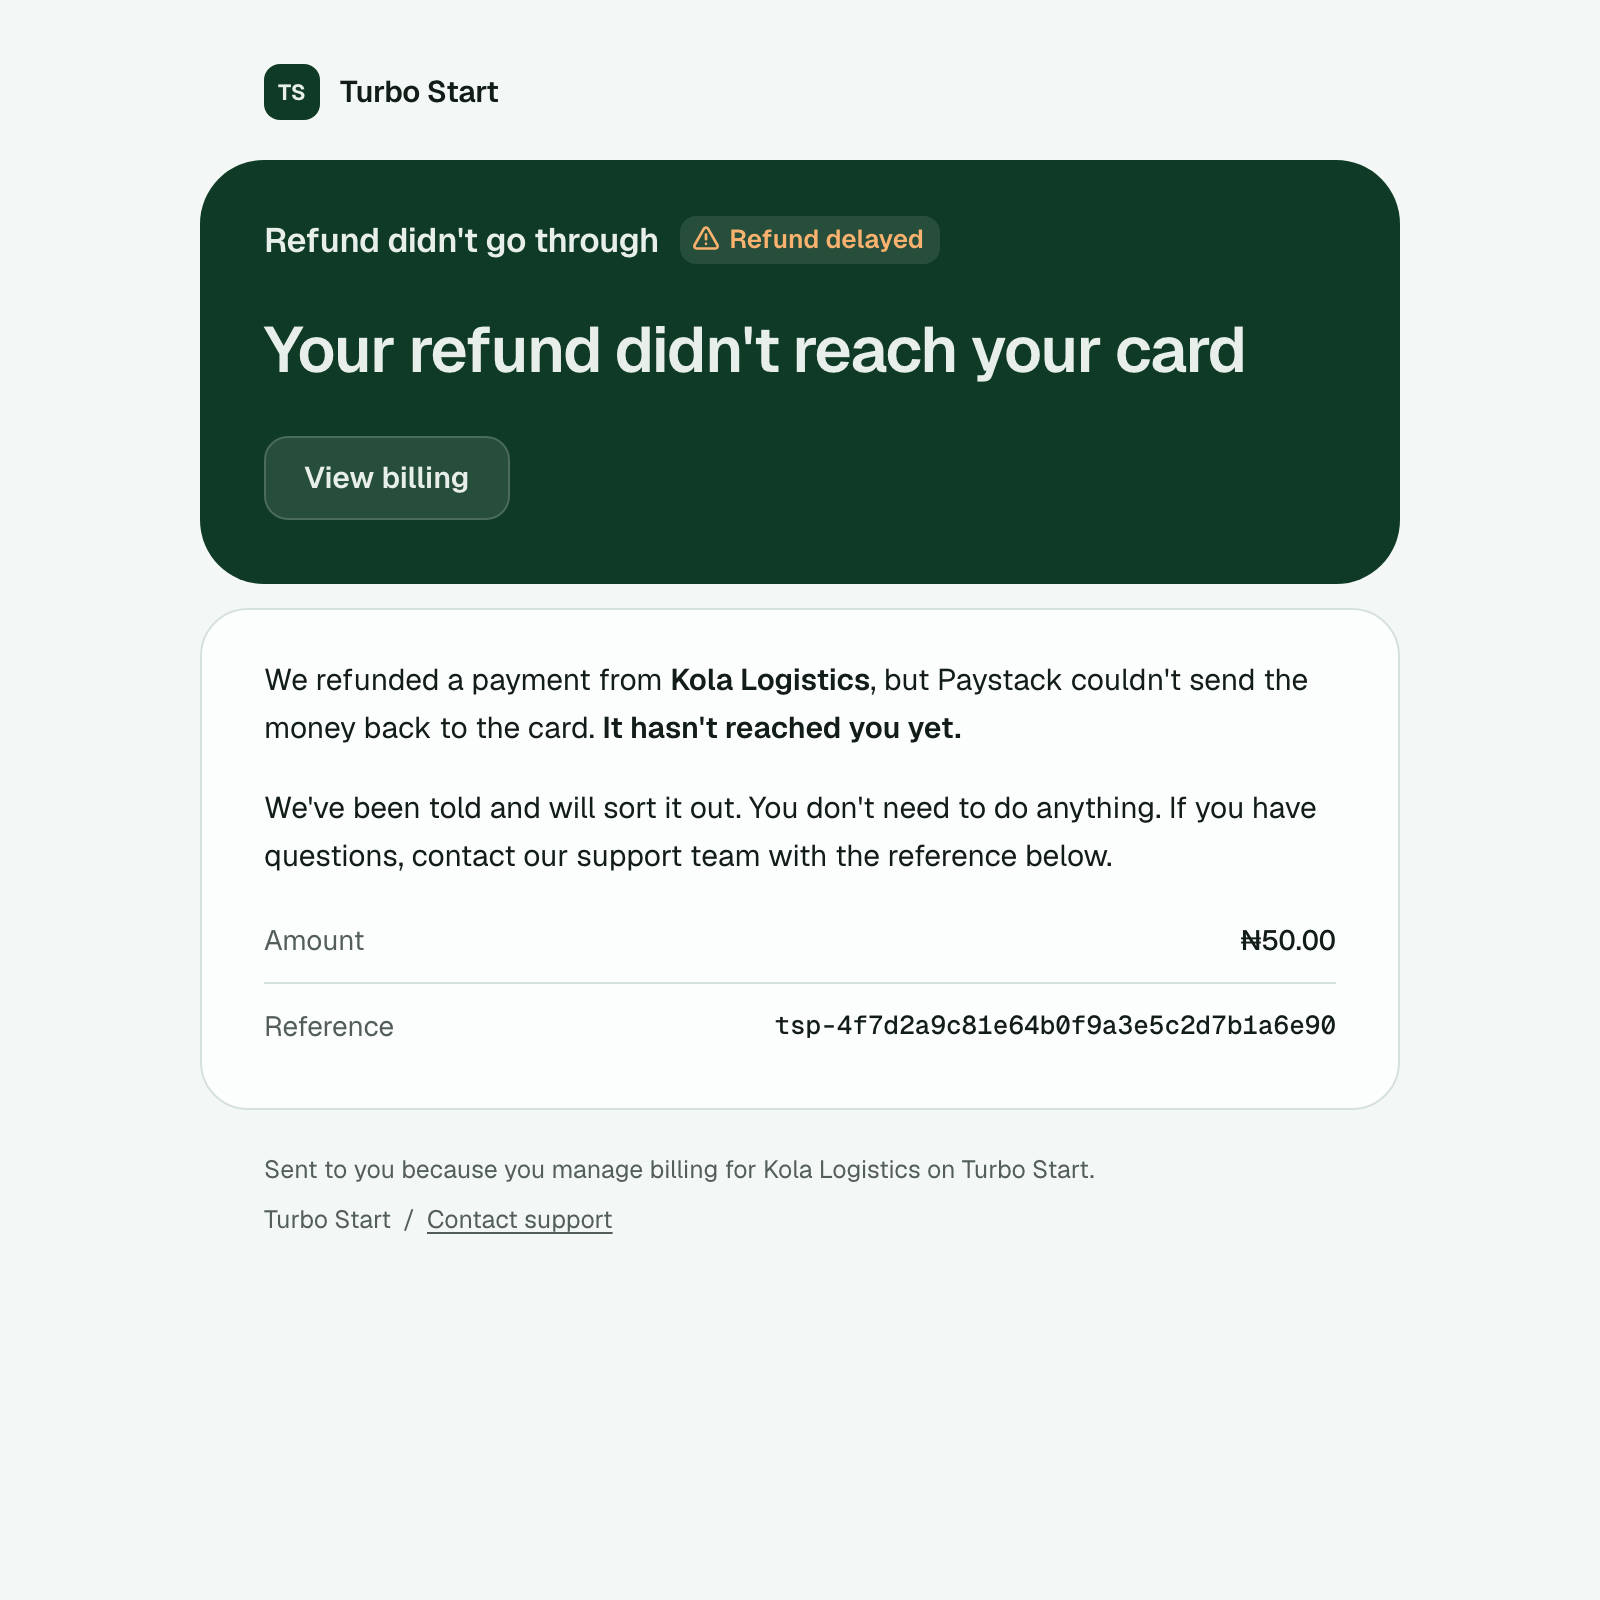 TS
Turbo Start
Refund didn't go through
Refund delayed
Your refund didn't reach your card
View billing
We refunded a payment from Kola Logistics, but Paystack couldn't send the
money back to the card. It hasn't reached you yet.
We've been told and will sort it out. You don't need to do anything. If you have
questions, contact our support team with the reference below.
Amount ₦50.00
Reference tsp-4f7d2a9c81e64b0f9a3e5c2d7b1a6e90
Sent to you because you manage billing for Kola Logistics on Turbo Start.
Turbo Start / Contact support